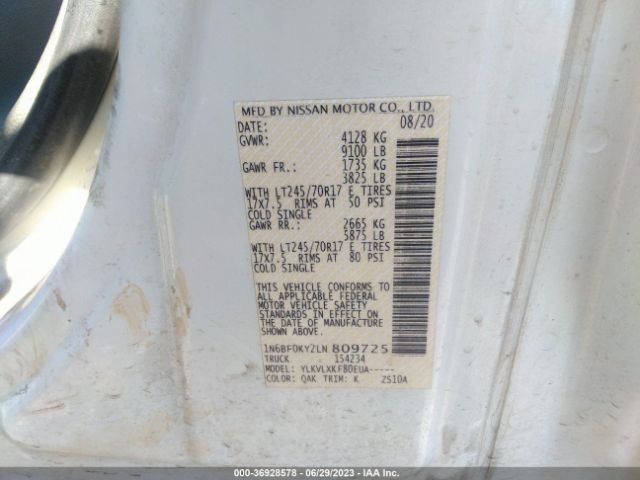 MFD BY NISSAN MOTOR CO., LTD.
DATE: 08/20
GVWR: 4128 KG
9100 LB
GAWR FR.: 1735 KG
3825 LB
WITH LT245/70R17 E TIRES
17X7.5 RIMS AT 50 PSI
COLD SINGLE
GAWR RR.: 2665 KG
5875 LB
WITH LT245/70R17 E TIRES
17X7.5 RIMS AT 80 PSI
COLD SINGLE
THIS VEHICLE CONFORMS TO
ALL APPLICABLE FEDERAL
MOTOR VEHICLE SAFETY
STANDARDS IN EFFECT ON
THE DATE OF MANUFACTURE
SHOWN ABOVE.
1N6BF0KY2LN 809725
TRUCK 154234
MODEL: YLKVLXKF80EUA-----
COLOR: QAK TRIM: K ZS10A
000-36928578 - 06/29/2023 - IAA Inc.